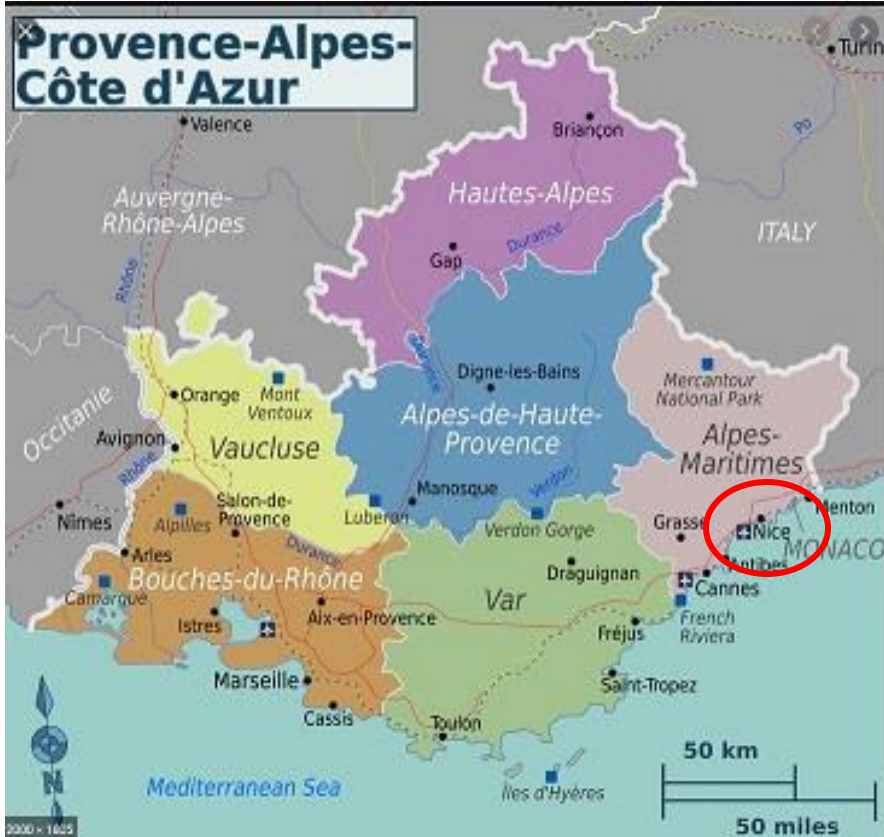 Provence-Alpes-
Côte d'Azur
Turin
Valence
Briançon
Po
Auvergne-
Rhône-Alpes
Hautes-Alpes
ITALY
Durance
Gap
Rhône
Durance
Orange
Mont
Ventoux
Digne-les-Bains
Mercantour
National Park
Occitanie
Avignon
Vaucluse
Alpes-de-Haute-
Provence
Alpes-
Maritimes
Rhône
Manosque
Verdon
Nîmes
Alpilles
Salon-de-
Provence
Luberon
Verdon Gorge
Grasse
Nice
Menton
MONACO
Arles
Durance
Antibes
Bouches-du-Rhône
Draguignan
Cannes
Camargue
Var
French
Riviera
Istres
Aix-en-Provence
Fréjus
Marseille
Saint-Tropez
Cassis
Toulon
50 km
N
Mediterranean Sea
Îles d'Hyères
50 miles